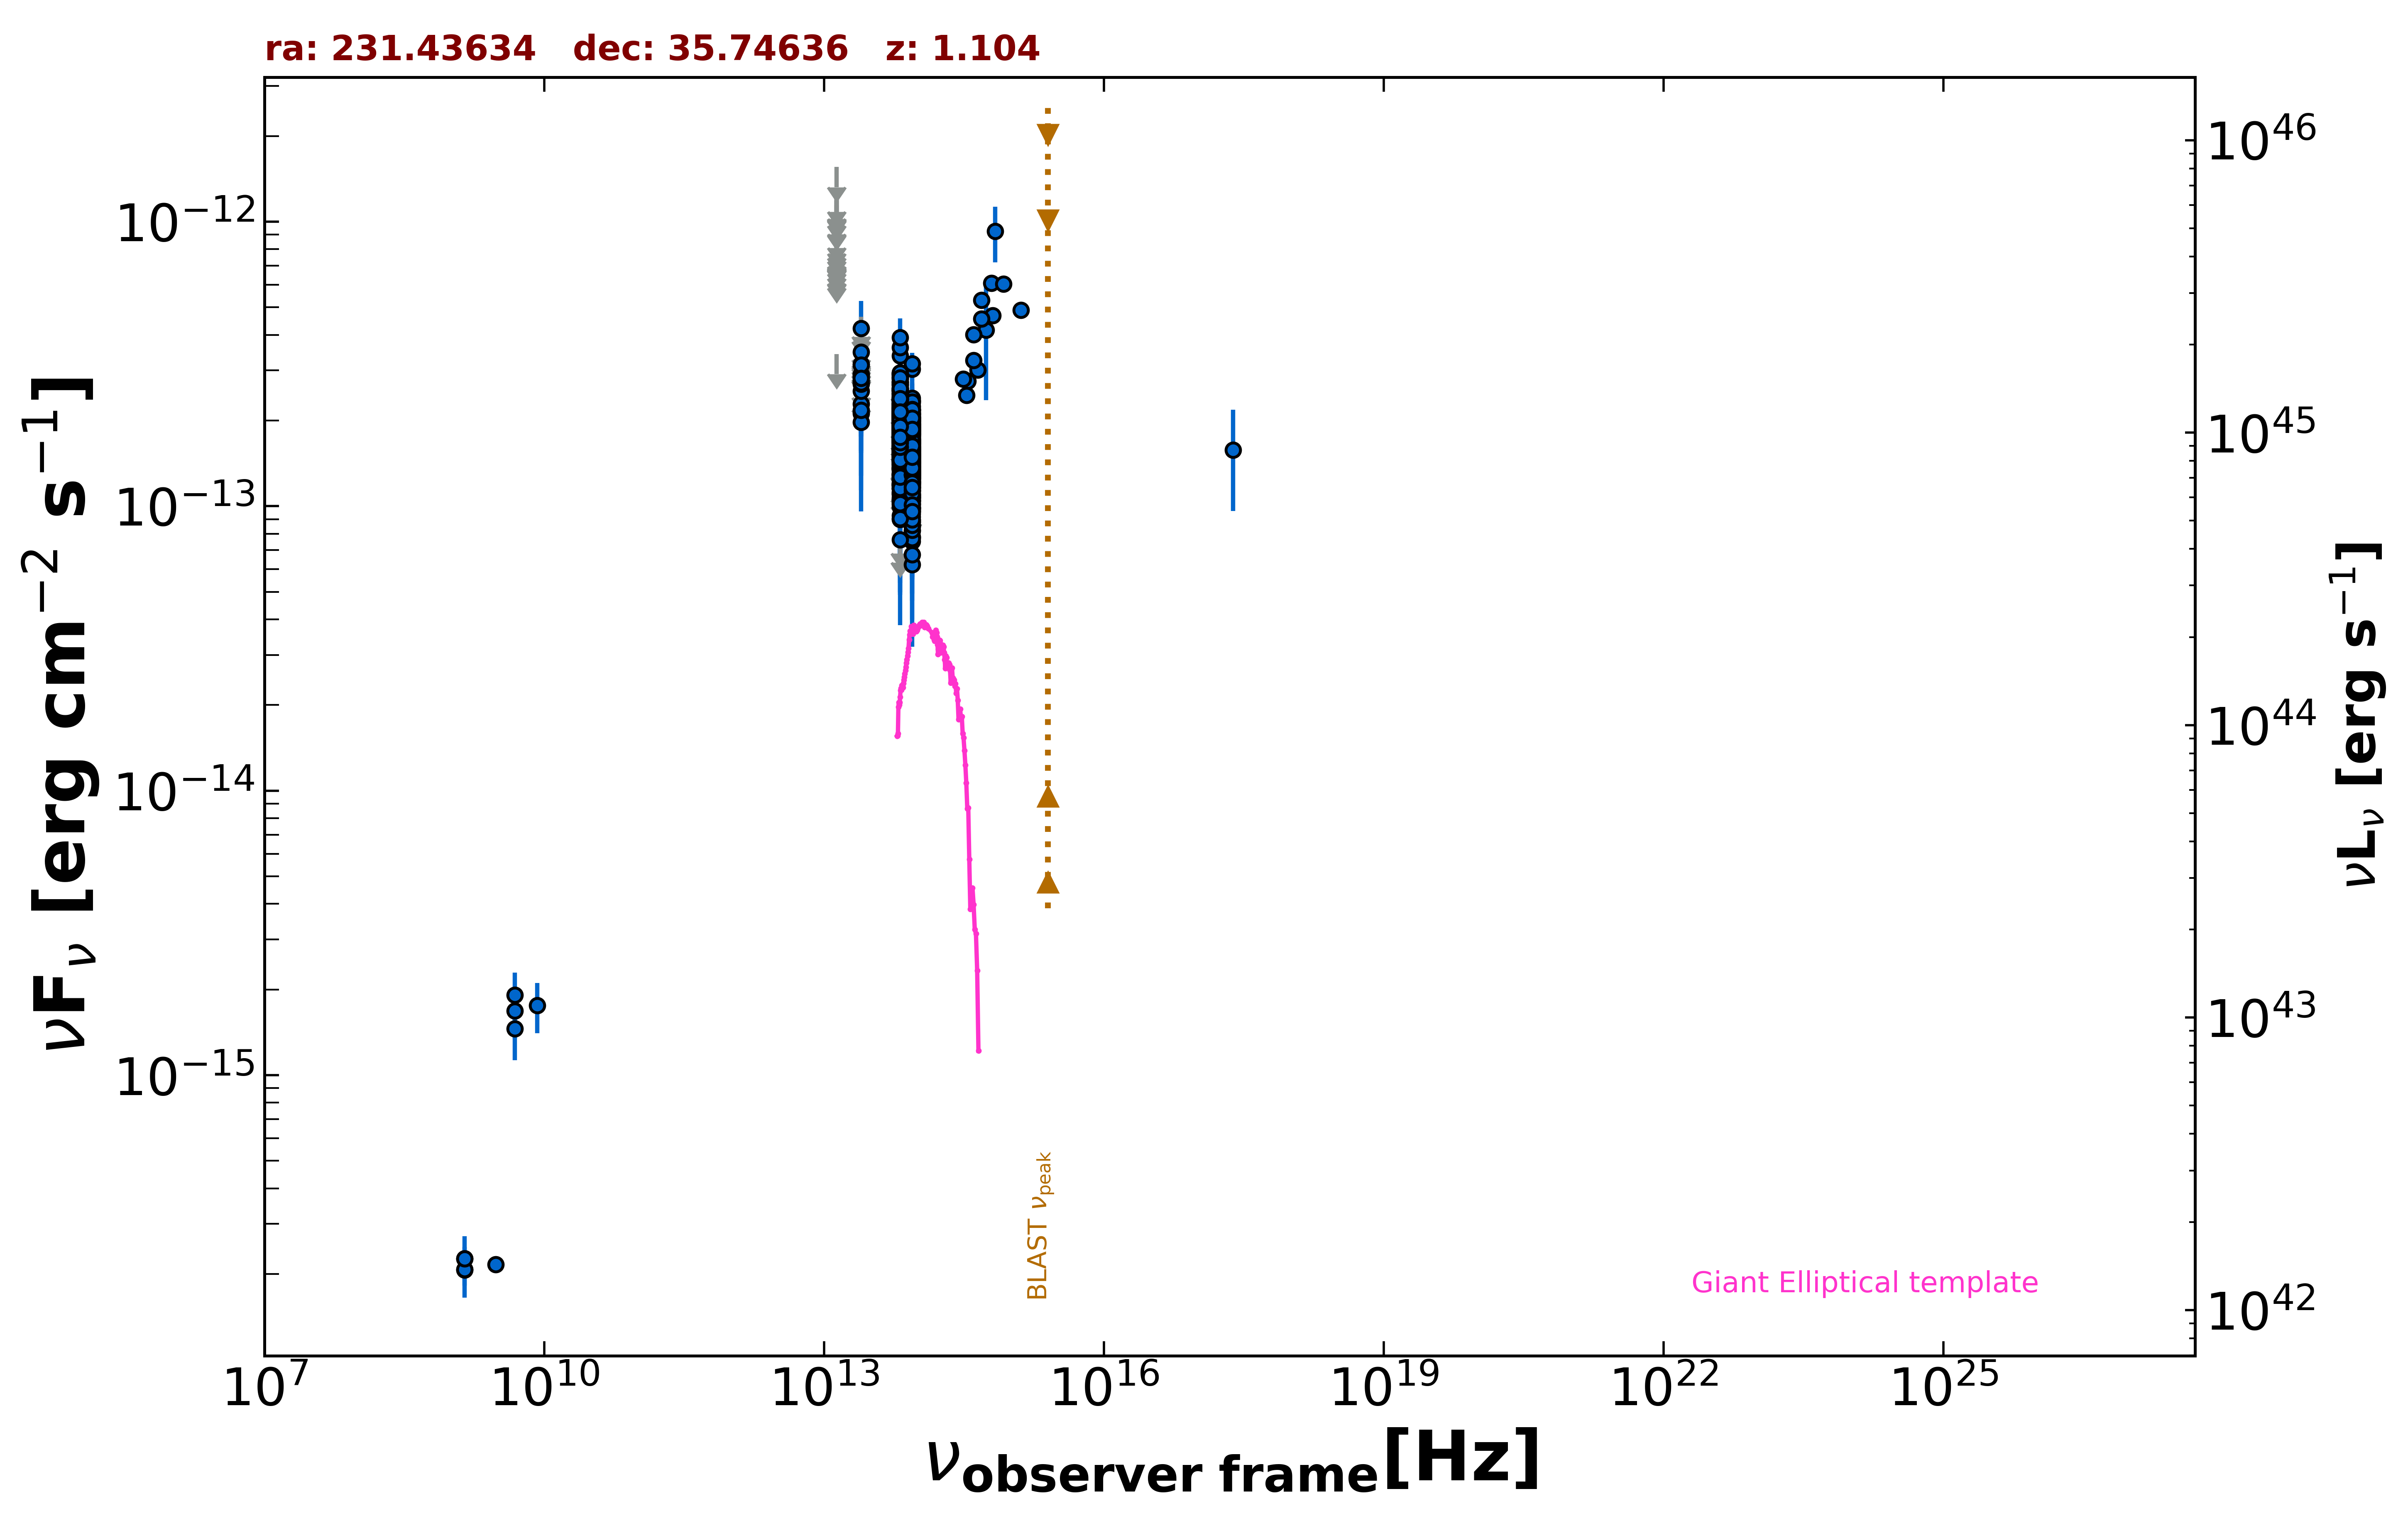 ra: 231.43634 dec: 35.74636 z: 1.104
10^46
10^−12
10^45
10^−13
10^44
10^−14
10^43
10^−15
10^42
νFν [erg cm^−2 s^−1]
νLν [erg s^−1]
BLAST νpeak
Giant Elliptical template
10^7 10^10 10^13 10^16 10^19 10^22 10^25
νobserver frame[Hz]